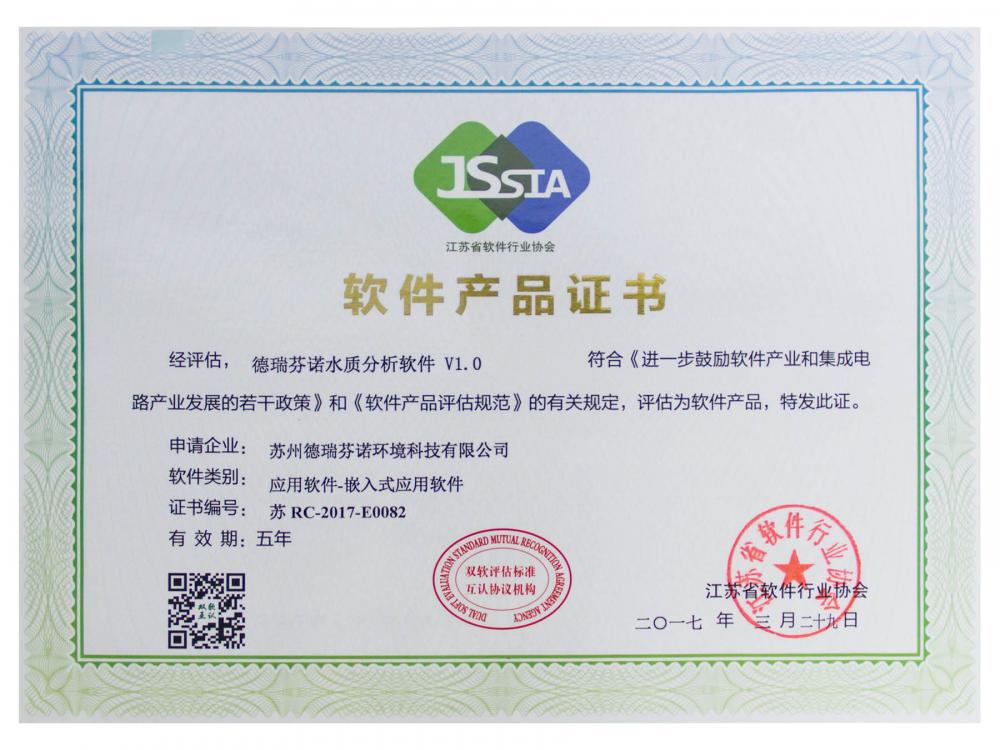 JSSIA
江苏省软件行业协会
软件产品证书
经评估， 德瑞芬诺水质分析软件 V1.0 符合《进一步鼓励软件产业和集成电
路产业发展的若干政策》和《软件产品评估规范》的有关规定，评估为软件产品，特发此证。
申请企业： 苏州德瑞芬诺环境科技有限公司
软件类别： 应用软件-嵌入式应用软件
证书编号： 苏 RC-2017-E0082
有 效 期：五年
双软
互认
DUAL SOFT EVALUATION STANDARD MUTUAL RECOGNITION AGREEMENT AGENCY
双软评估标准
互认协议机构
江苏省软件行业协会
江苏省软件行业协会
二〇一七 年 三 月二十九日